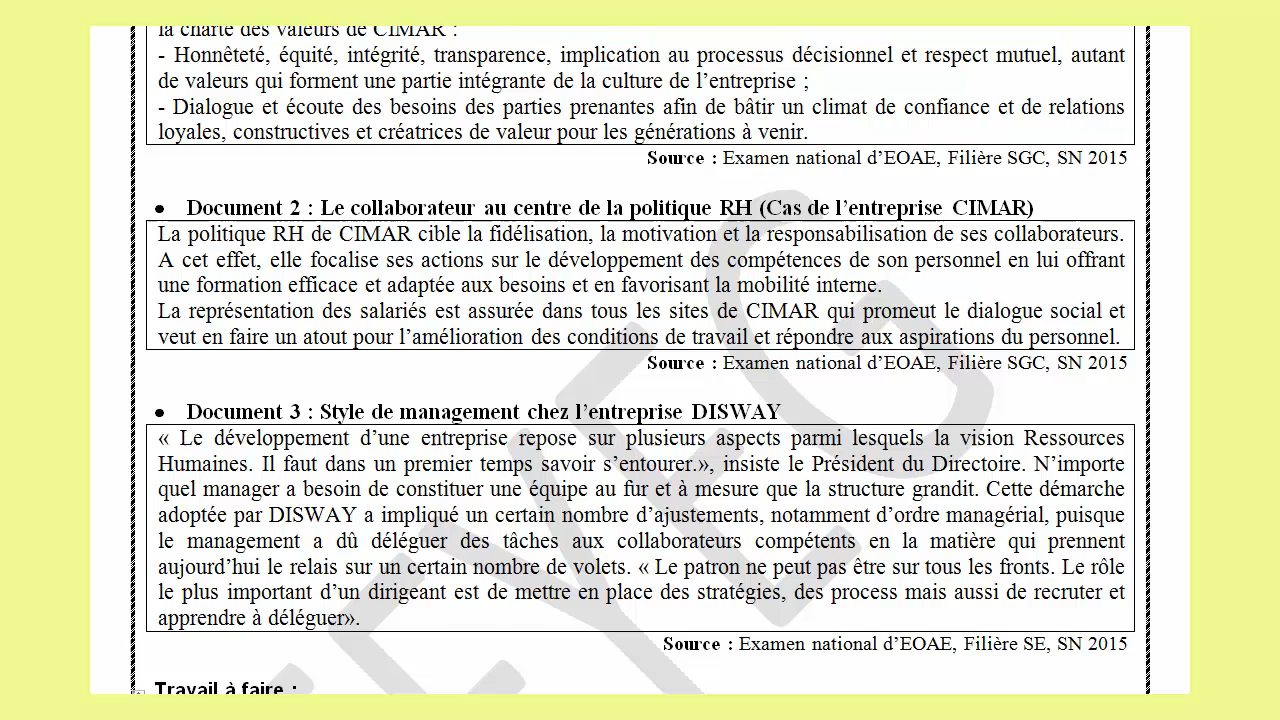 la charte des valeurs de CIMAR :
- Honnêteté, équité, intégrité, transparence, implication au processus décisionnel et respect mutuel, autant
de valeurs qui forment une partie intégrante de la culture de l’entreprise ;
- Dialogue et écoute des besoins des parties prenantes afin de bâtir un climat de confiance et de relations
loyales, constructives et créatrices de valeur pour les générations à venir.
Source : Examen national d’EOAE, Filière SGC, SN 2015
• Document 2 : Le collaborateur au centre de la politique RH (Cas de l’entreprise CIMAR)
La politique RH de CIMAR cible la fidélisation, la motivation et la responsabilisation de ses collaborateurs.
A cet effet, elle focalise ses actions sur le développement des compétences de son personnel en lui offrant
une formation efficace et adaptée aux besoins et en favorisant la mobilité interne.
La représentation des salariés est assurée dans tous les sites de CIMAR qui promeut le dialogue social et
veut en faire un atout pour l’amélioration des conditions de travail et répondre aux aspirations du personnel.
Source : Examen national d’EOAE, Filière SGC, SN 2015
• Document 3 : Style de management chez l’entreprise DISWAY
« Le développement d’une entreprise repose sur plusieurs aspects parmi lesquels la vision Ressources
Humaines. Il faut dans un premier temps savoir s’entourer.», insiste le Président du Directoire. N’importe
quel manager a besoin de constituer une équipe au fur et à mesure que la structure grandit. Cette démarche
adoptée par DISWAY a impliqué un certain nombre d’ajustements, notamment d’ordre managérial, puisque
le management a dû déléguer des tâches aux collaborateurs compétents en la matière qui prennent
aujourd’hui le relais sur un certain nombre de volets. « Le patron ne peut pas être sur tous les fronts. Le rôle
le plus important d’un dirigeant est de mettre en place des stratégies, des process mais aussi de recruter et
apprendre à déléguer».
Source : Examen national d’EOAE, Filière SE, SN 2015
Travail à faire :